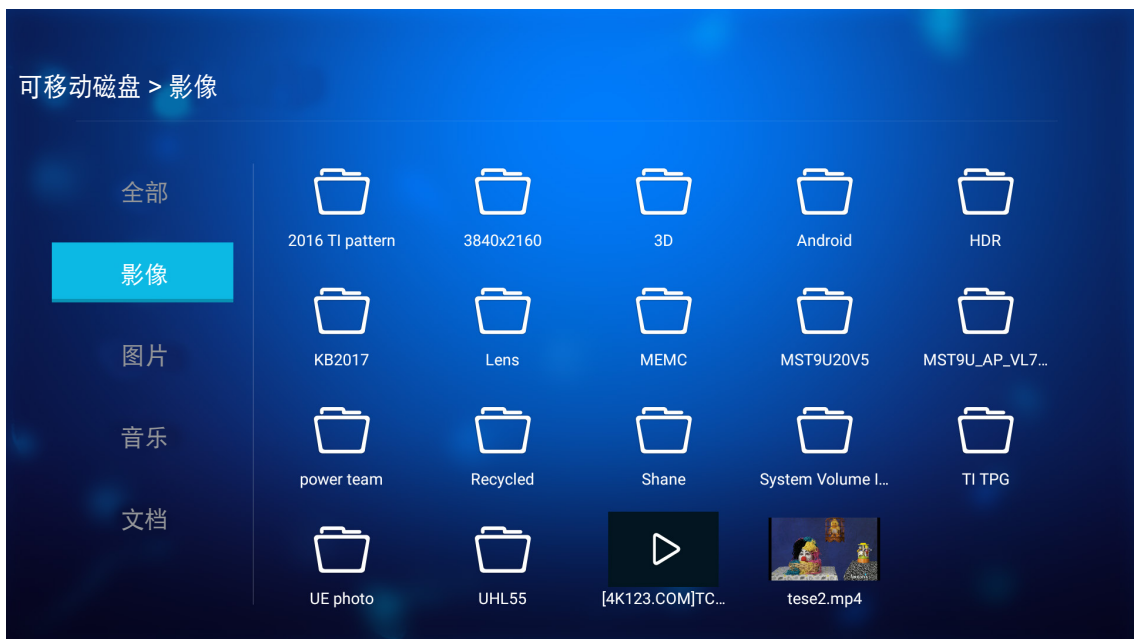 可移动磁盘 > 影像
全部
影像
图片
音乐
文档
2016 TI pattern
3840x2160
3D
Android
HDR
KB2017
Lens
MEMC
MST9U20V5
MST9U_AP_VL7...
power team
Recycled
Shane
System Volume I...
TI TPG
UE photo
UHL55
[4K123.COM]TC...
tese2.mp4